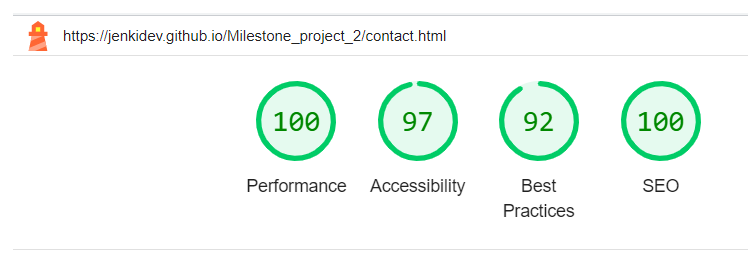 https://jenkidev.github.io/Milestone_project_2/contact.html
100 97 92 100
Performance Accessibility Best Practices SEO